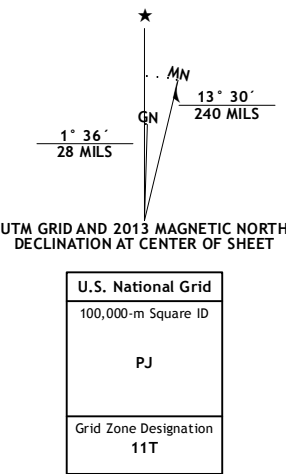 ★
MN
GN
13° 30´
240 MILS
1° 36´
28 MILS
UTM GRID AND 2013 MAGNETIC NORTH
DECLINATION AT CENTER OF SHEET
U.S. National Grid
100,000-m Square ID
PJ
Grid Zone Designation
11T